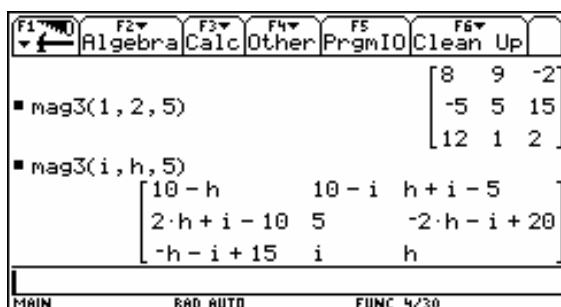 F1 F2 F3 F4 F5 F6
Algebra Calc Other PrgmIO Clean Up
8 9 -2
▪ mag3(1,2,5) -5 5 15
12 1 2
▪ mag3(i,h,5)
10 - h 10 - i h + i - 5
2·h + i - 10 5 -2·h - i + 20
-h - i + 15 i h
MAIN RAD AUTO FUNC 4/30